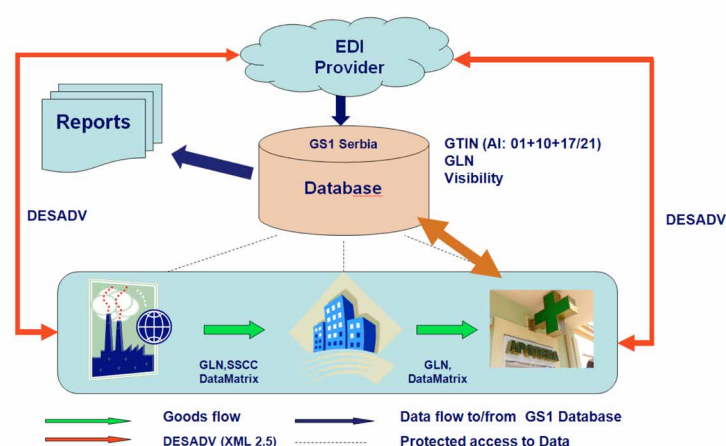 EDI
Provider
Reports
GS1 Serbia
Database
GTIN (AI: 01+10+17/21)
GLN
Visibility
DESADV
DESADV
GLN,SSCC
DataMatrix
GLN,
DataMatrix
APOTEKA
Goods flow
Data flow to/from GS1 Database
DESADV (XML 2.5)
Protected access to Data